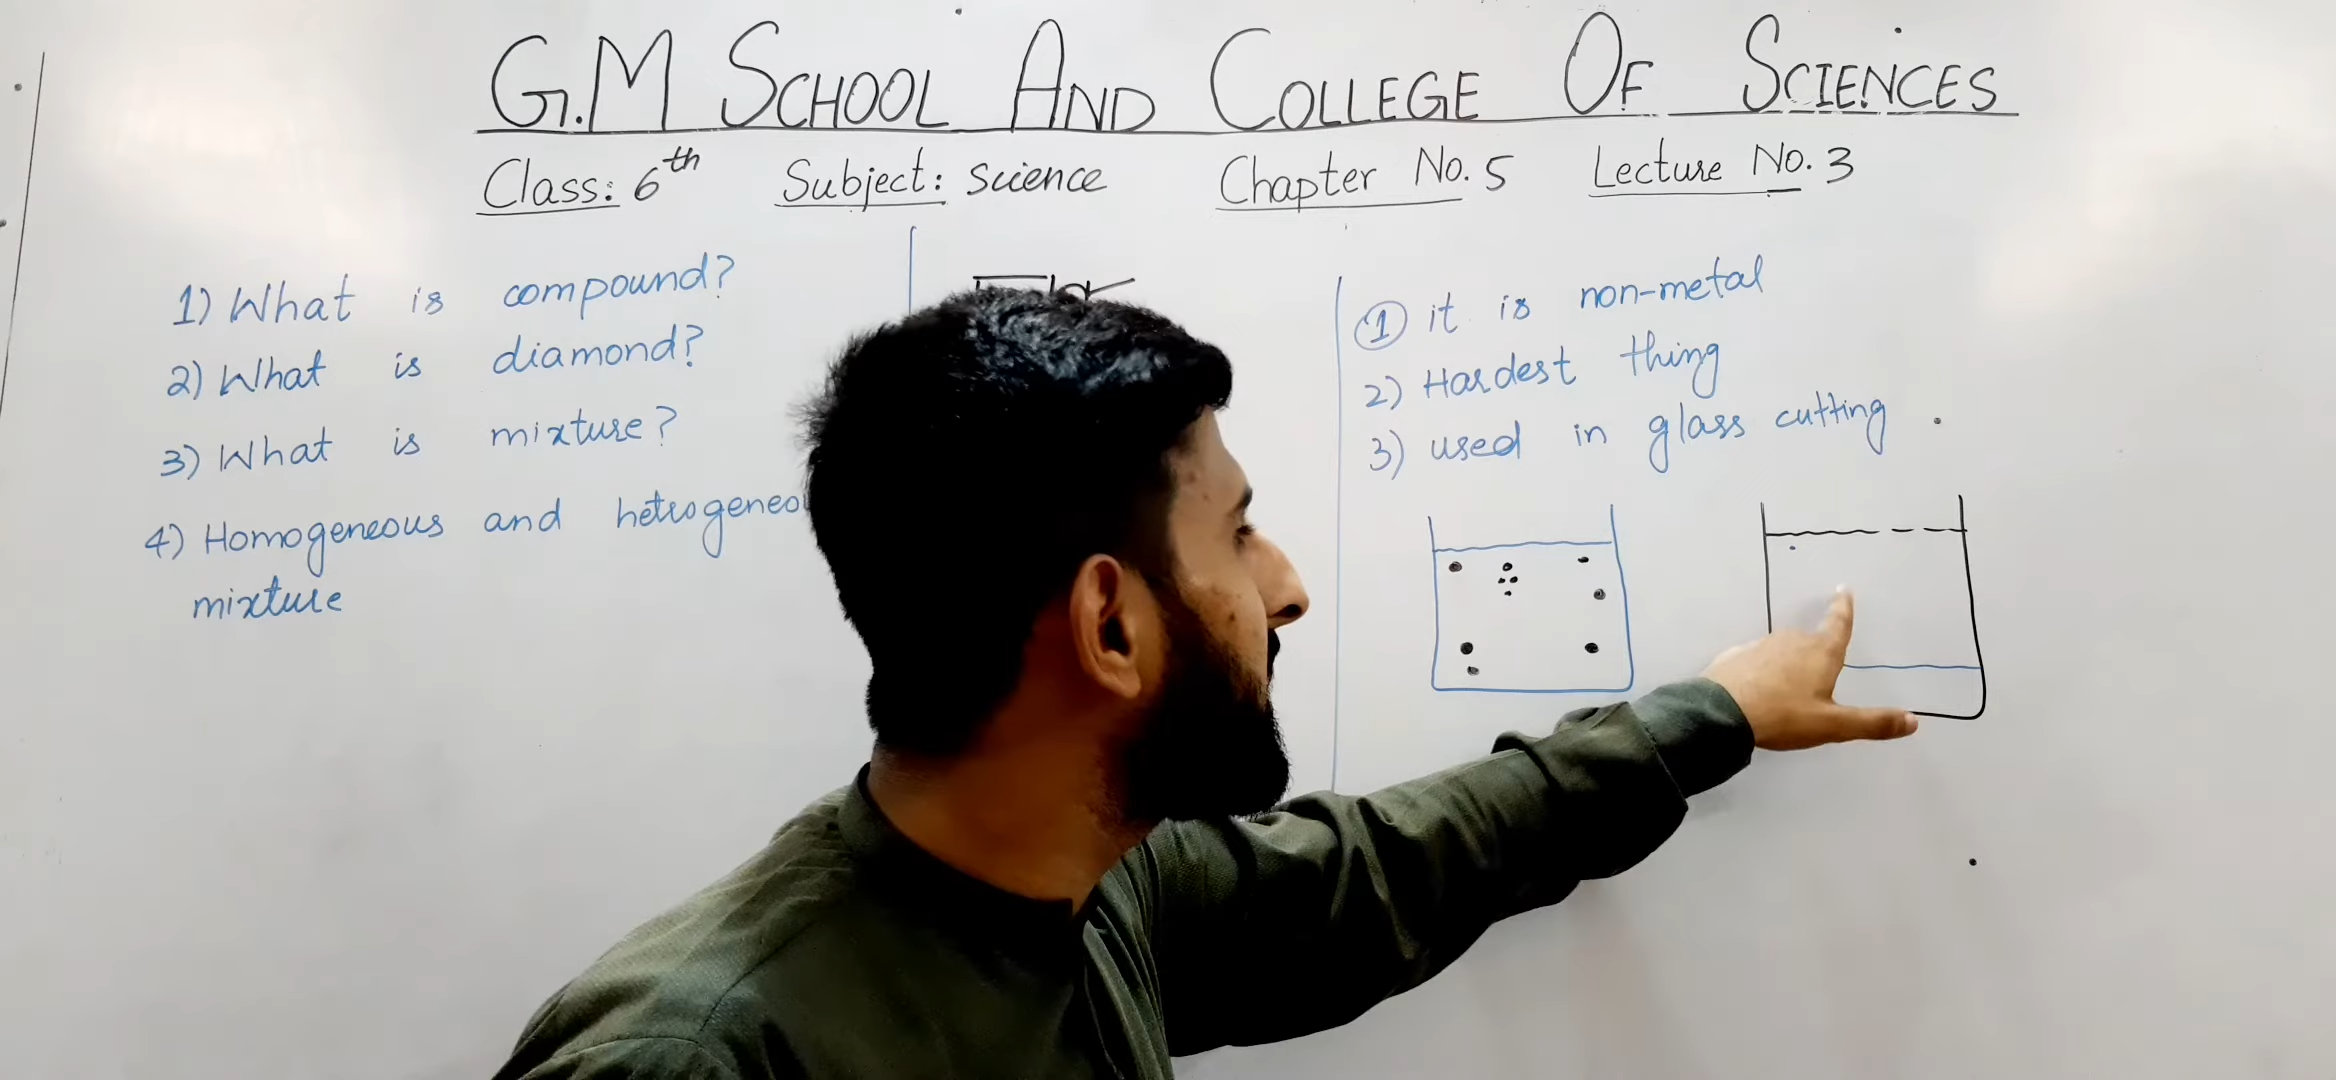 G.M SCHOOL AND COLLEGE OF SCIENCES
Class: 6th Subject: Science Chapter No. 5 Lecture No. 3
1) What is compound?
2) What is diamond?
3) What is mixture?
4) Homogeneous and hetrogeneou
mixture
① it is non-metal
2) Hardest thing
3) used in glass cutting.